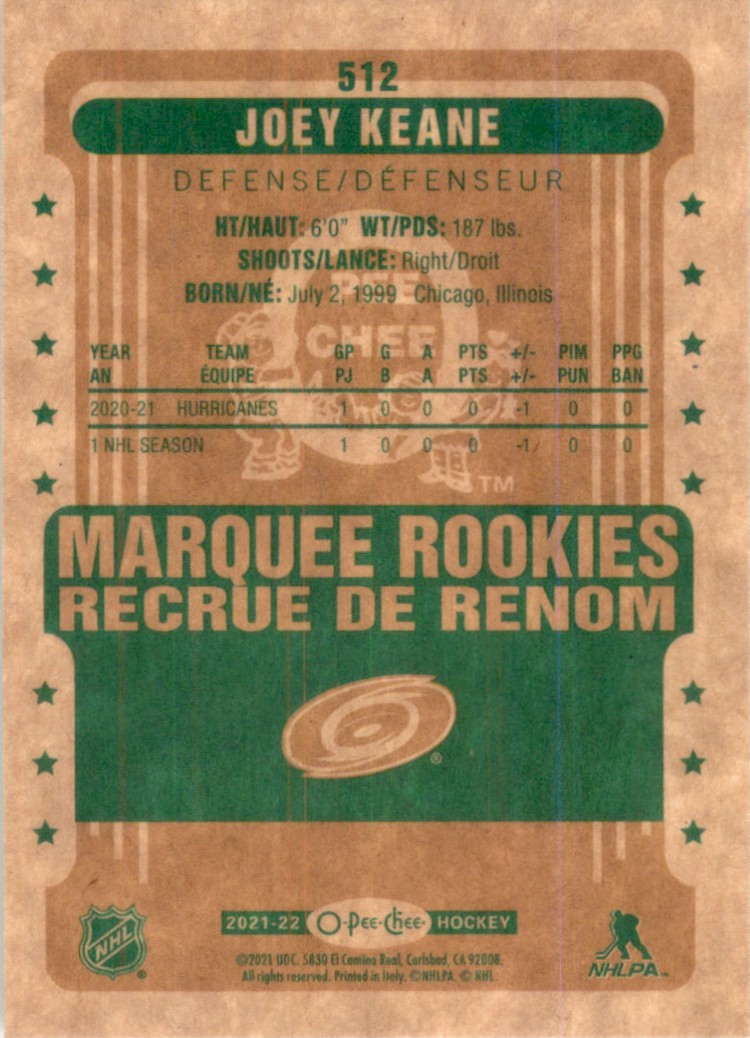 512
JOEY KEANE
DEFENSE/DÉFENSEUR
HT/HAUT: 6'0" WT/PDS: 187 lbs.
SHOOTS/LANCE: Right/Droit
BORN/NÉ: July 2, 1999 Chicago, Illinois
PEE
CHEE
YEAR TEAM GP G A PTS +/- PIM PPG
AN ÉQUIPE PJ B A PTS +/- PUN BAN
2020-21 HURRICANES 1 0 0 0 -1 0 0
1 NHL SEASON 1 0 0 0 -1 0 0
TM
MARQUEE ROOKIES
RECRUE DE RENOM
®
2021-22 O-Pee-Chee HOCKEY
©2021 UDC. 5830 El Camino Real, Carlsbad, CA 92008.
All rights reserved. Printed in Italy. ©NHLPA. © NHL.
NHL ®
NHLPA™